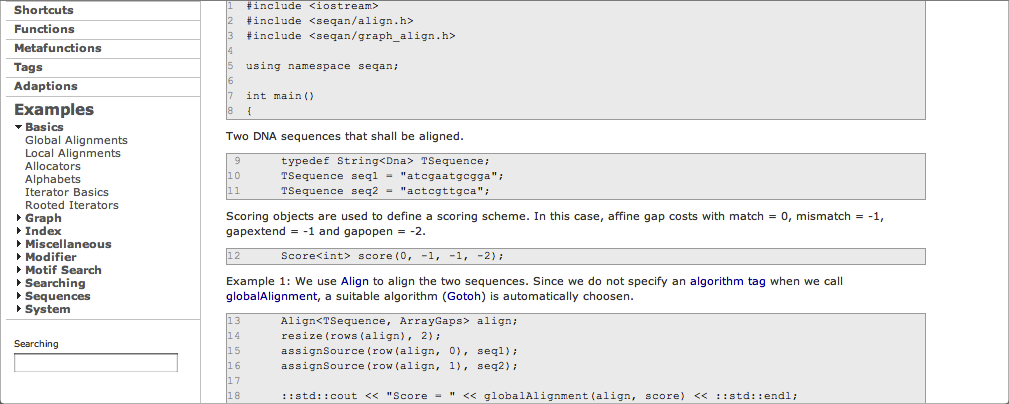 Shortcuts
Functions
Metafunctions
Tags
Adaptions
Examples
Basics
Global Alignments
Local Alignments
Allocators
Alphabets
Iterator Basics
Rooted Iterators
Graph
Index
Miscellaneous
Modifier
Motif Search
Searching
Sequences
System
Searching
1 #include <iostream>
2 #include <seqan/align.h>
3 #include <seqan/graph_align.h>
4
5 using namespace seqan;
6
7 int main()
8 {
Two DNA sequences that shall be aligned.
9 typedef String<Dna> TSequence;
10 TSequence seq1 = "atcgaatgcgga";
11 TSequence seq2 = "actcgttgca";
Scoring objects are used to define a scoring scheme. In this case, affine gap costs with match = 0, mismatch = -1,
gapextend = -1 and gapopen = -2.
12 Score<int> score(0, -1, -1, -2);
Example 1: We use Align to align the two sequences. Since we do not specify an algorithm tag when we call
globalAlignment, a suitable algorithm (Gotoh) is automatically choosen.
13 Align<TSequence, ArrayGaps> align;
14 resize(rows(align), 2);
15 assignSource(row(align, 0), seq1);
16 assignSource(row(align, 1), seq2);
17
18 ::std::cout << "Score = " << globalAlignment(align, score) << ::std::endl;